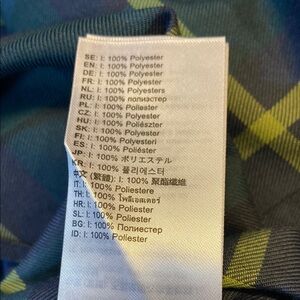 SE: I: 100% Polyester
EN: I: 100% Polyester
DE: I: 100% Polyester
FR: I: 100% Polyester
NL: I: 100% Polyesters
RU: I: 100% полиэстер
PL: I: 100% Poliester
CZ: I: 100% Polyester
HU: I: 100% Poliészter
SK: I: 100% Polyester
FI: I: 100% Polyesteri
ES: I: 100% Poliéster
JP: I: 100% ポリエステル
KR: I: 100% 폴리에스터
中文 (繁體): I: 100% 聚酯纖維
IT: I: 100% Poliestere
TH: I: 100% โพลีเอสเตอร์
HR: I: 100% Poliester
SL: I: 100% Poliester
BG: I: 100% Полиестер
ID: I: 100% Poliester